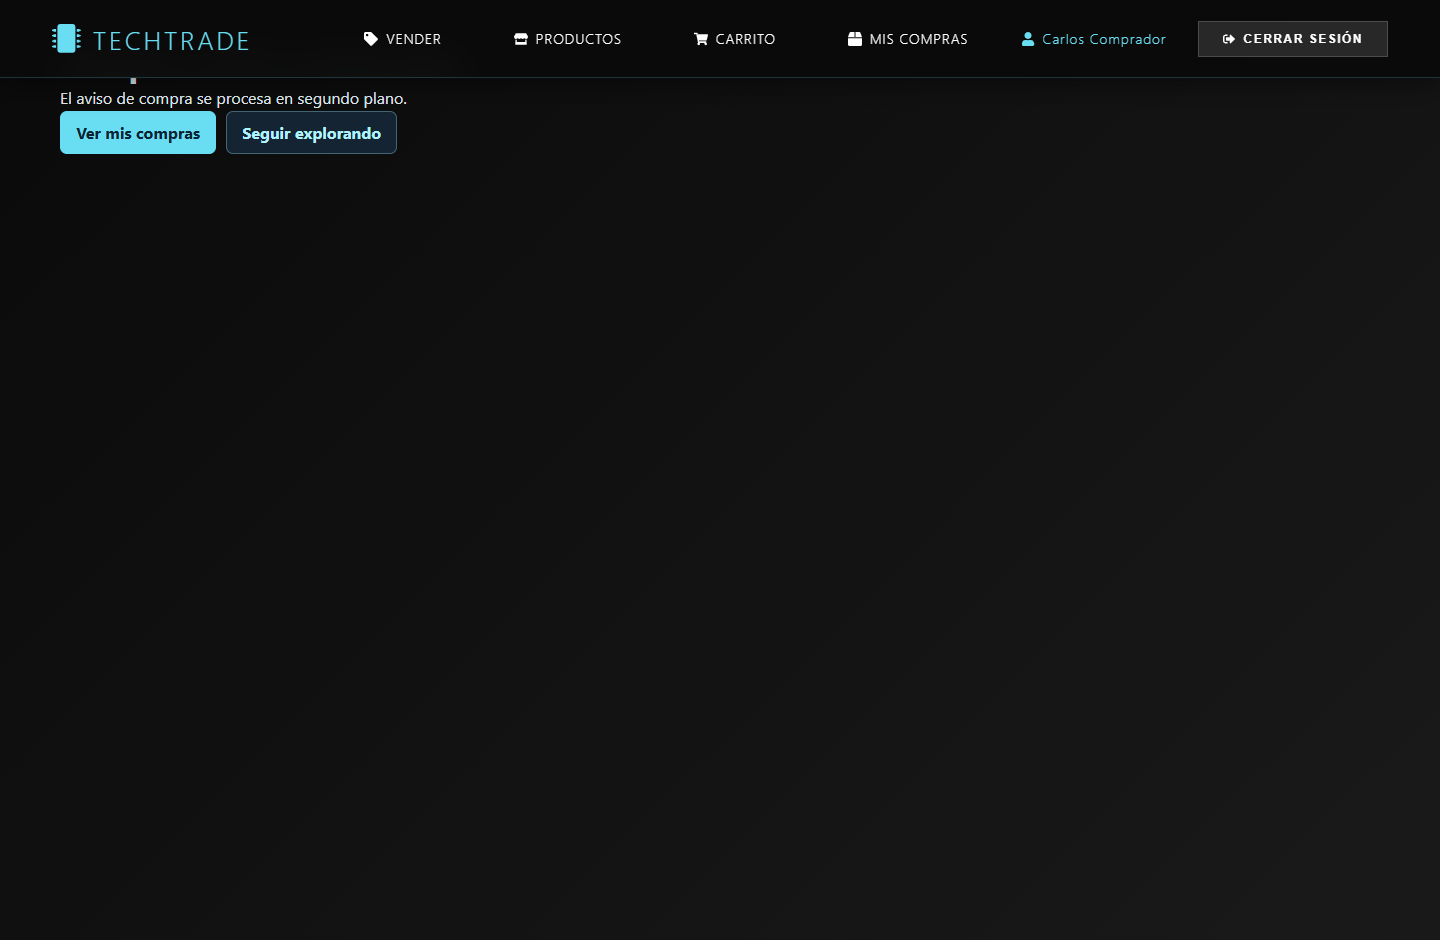 TECHTRADE
VENDER
PRODUCTOS
CARRITO
MIS COMPRAS
Carlos Comprador
CERRAR SESIÓN
El aviso de compra se procesa en segundo plano.
Ver mis compras
Seguir explorando